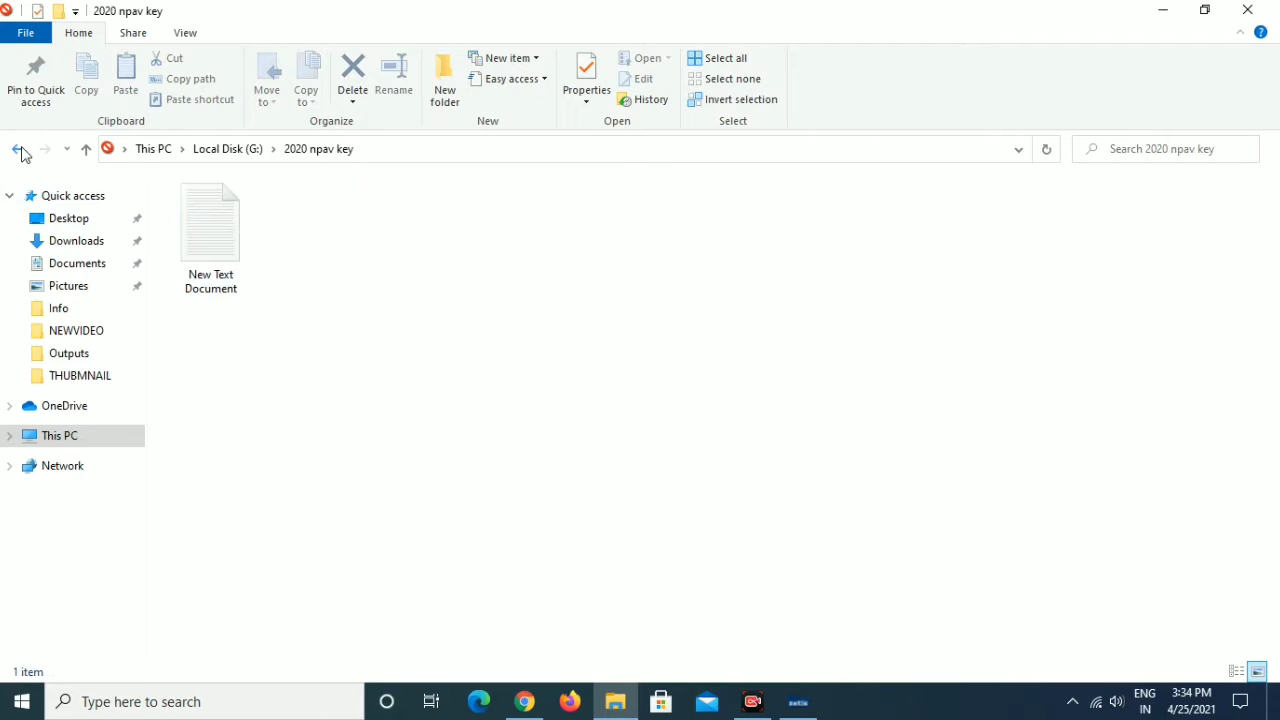 2020 npav key
File Home Share View
Pin to Quick access
Copy
Paste
Cut
Copy path
Paste shortcut
Clipboard
Move to
Copy to
Delete
Rename
Organize
New folder
New item
Easy access
New
Properties
Open
Edit
History
Open
Select all
Select none
Invert selection
Select
This PC > Local Disk (G:) > 2020 npav key
Search 2020 npav key
Quick access
Desktop
Downloads
Documents
Pictures
Info
NEWVIDEO
Outputs
THUBMNAIL
OneDrive
This PC
Network
New Text
Document
1 item
Type here to search
ENG
IN
3:34 PM
4/25/2021